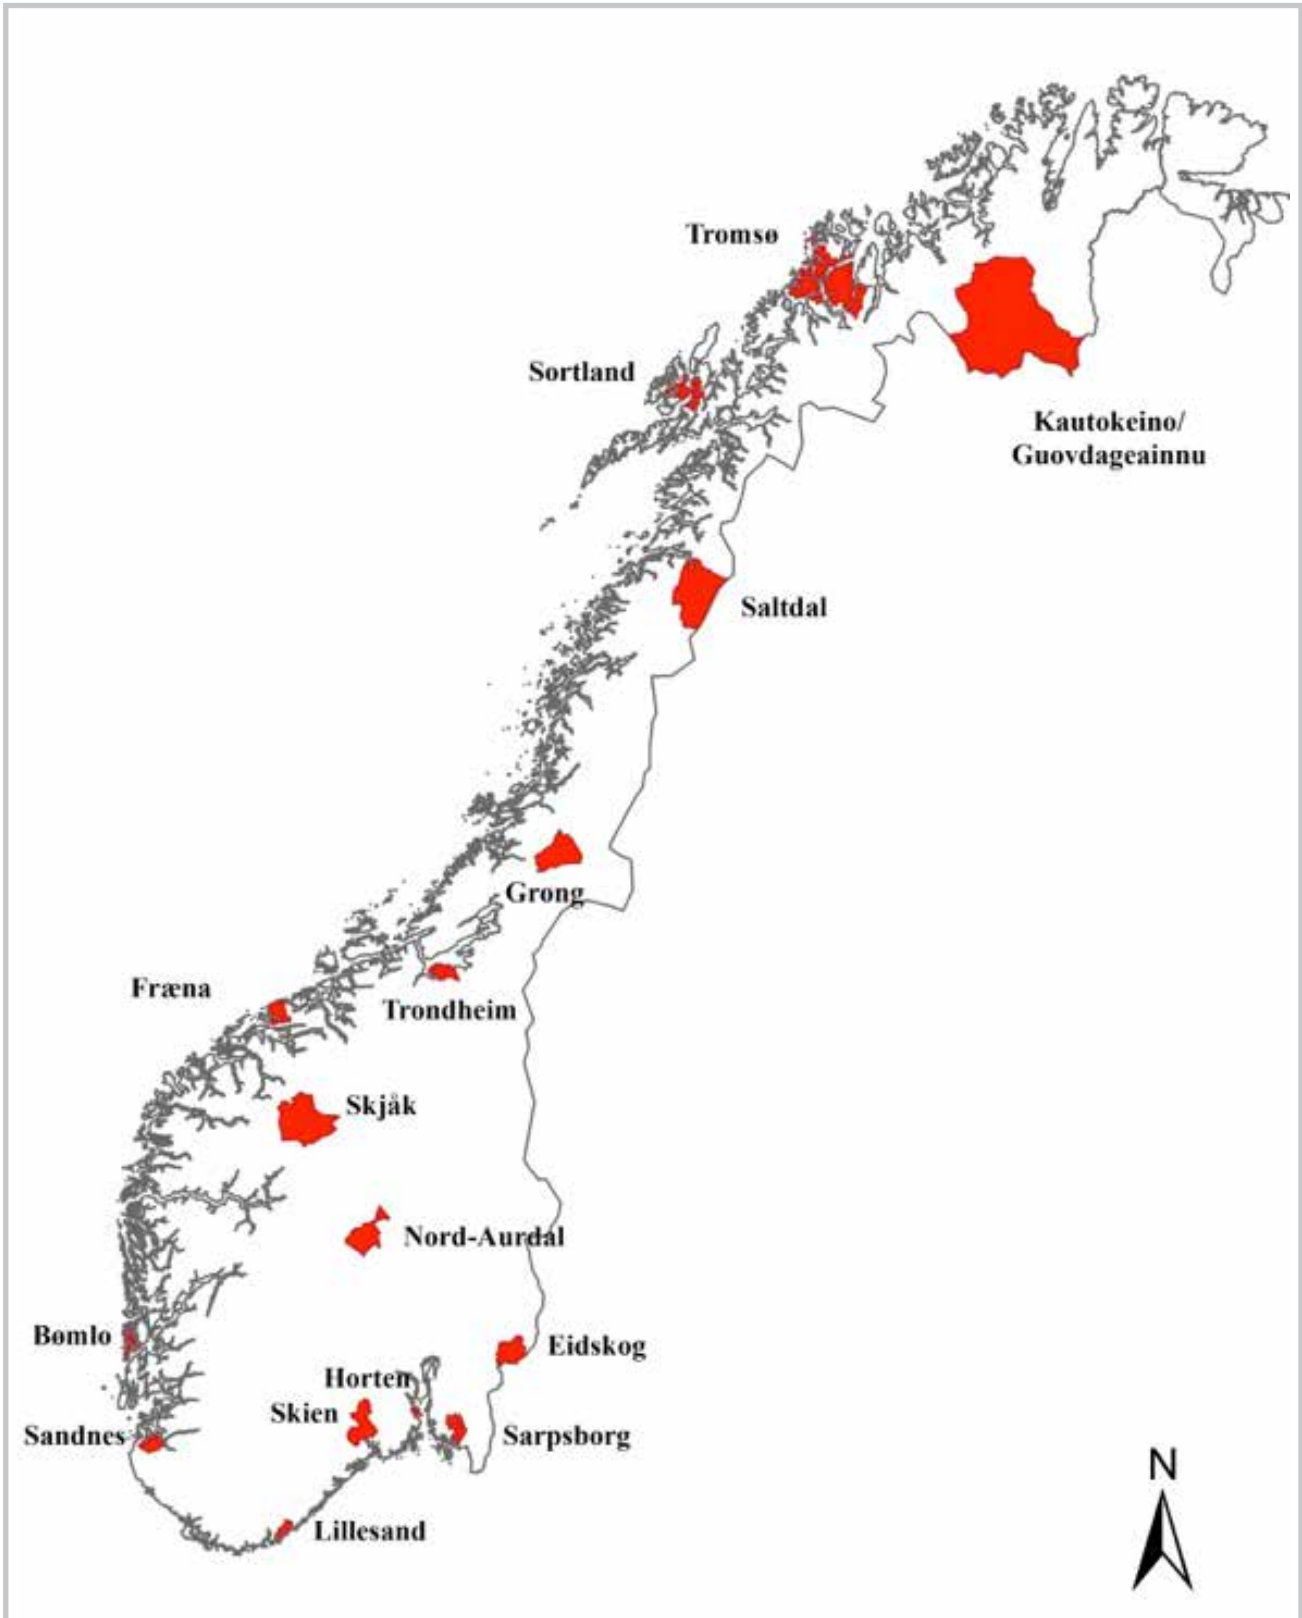 Tromsø
Sortland
Kautokeino/
Guovdageainnu
Saltdal
Grong
Fræna
Trondheim
Skjåk
Nord-Aurdal
Bømlo
Eidskog
Horten
Skien
Sandnes
Sarpsborg
N
Lillesand